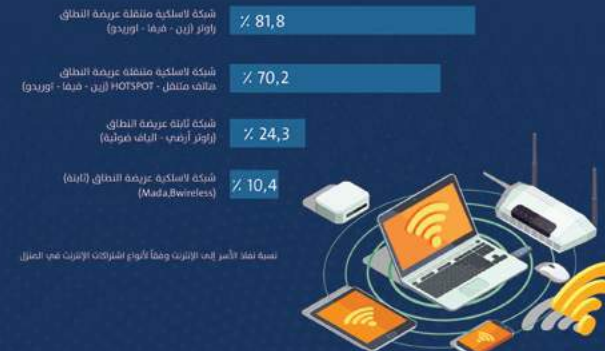 شبكة لاسلكية متنقلة عريضة النطاق
راوتر (زين - فيفا - اوريدو)
٪ 81,8
شبكة لاسلكية متنقلة عريضة النطاق
هاتف متنقل - HOTSPOT (زين - فيفا - اوريدو)
٪ 70,2
شبكة ثابتة عريضة النطاق
(راوتر أرضي - الياف ضوئية)
٪ 24,3
شبكة لاسلكية عريضة النطاق (ثابتة)
(Mada,Bwireless)
٪ 10,4
نسبة نفاذ الأسر إلى الإنترنت وفقاً لأنواع اشتراكات الإنترنت في المنزل